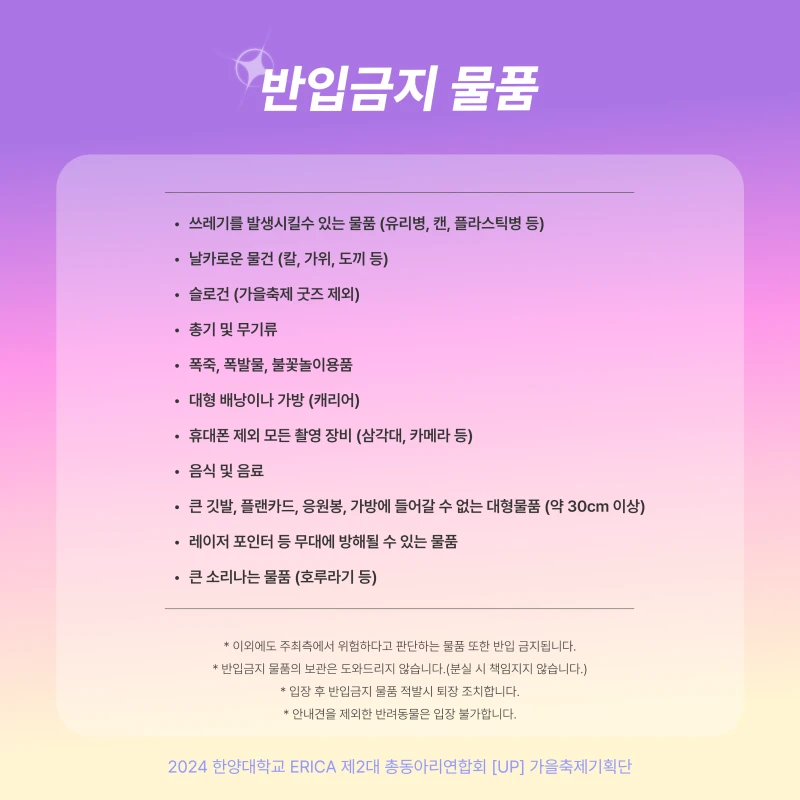 반입금지 물품
• 쓰레기를 발생시킬수 있는 물품 (유리병, 캔, 플라스틱병 등)
• 날카로운 물건 (칼, 가위, 도끼 등)
• 슬로건 (가을축제 굿즈 제외)
• 총기 및 무기류
• 폭죽, 폭발물, 불꽃놀이용품
• 대형 배낭이나 가방 (캐리어)
• 휴대폰 제외 모든 촬영 장비 (삼각대, 카메라 등)
• 음식 및 음료
• 큰 깃발, 플랜카드, 응원봉, 가방에 들어갈 수 없는 대형물품 (약 30cm 이상)
• 레이저 포인터 등 무대에 방해될 수 있는 물품
• 큰 소리나는 물품 (호루라기 등)
* 이외에도 주최측에서 위험하다고 판단하는 물품 또한 반입 금지됩니다.
* 반입금지 물품의 보관은 도와드리지 않습니다.(분실 시 책임지지 않습니다.)
* 입장 후 반입금지 물품 적발시 퇴장 조치합니다.
* 안내견을 제외한 반려동물은 입장 불가합니다.
2024 한양대학교 ERICA 제2대 총동아리연합회 [UP] 가을축제기획단